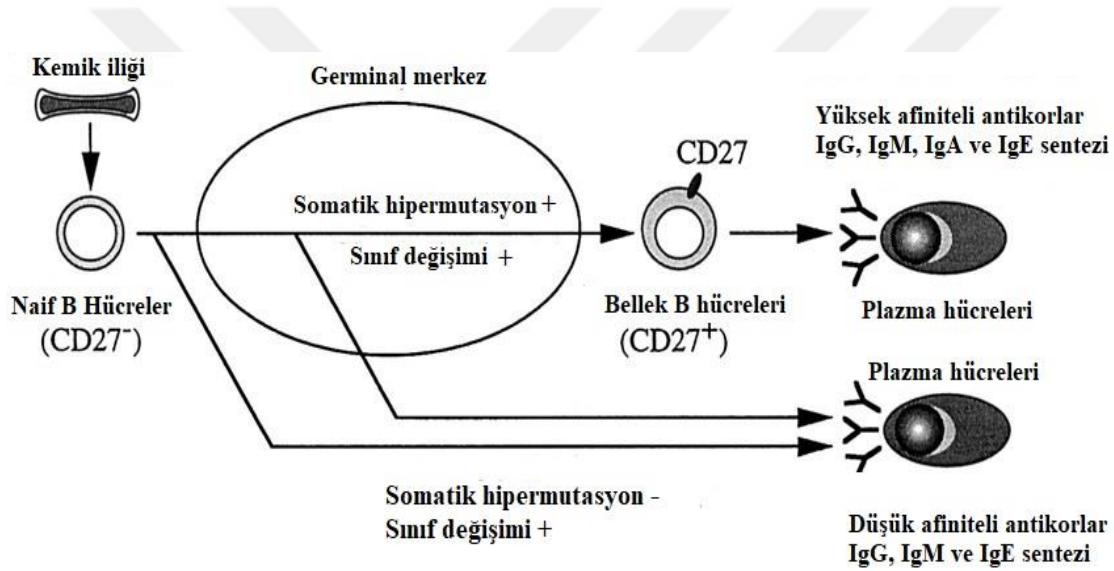 Kemik iliği
Germinal merkez
Yüksek afiniteli antikorlar
IgG, IgM, IgA ve IgE sentezi
CD27
Somatik hipermutasyon +
Sınıf değişimi +
Naif B Hücreler
(CD27⁻)
Bellek B hücreleri
(CD27⁺)
Plazma hücreleri
Plazma hücreleri
Somatik hipermutasyon -
Sınıf değişimi +
Düşük afiniteli antikorlar
IgG, IgM ve IgE sentezi